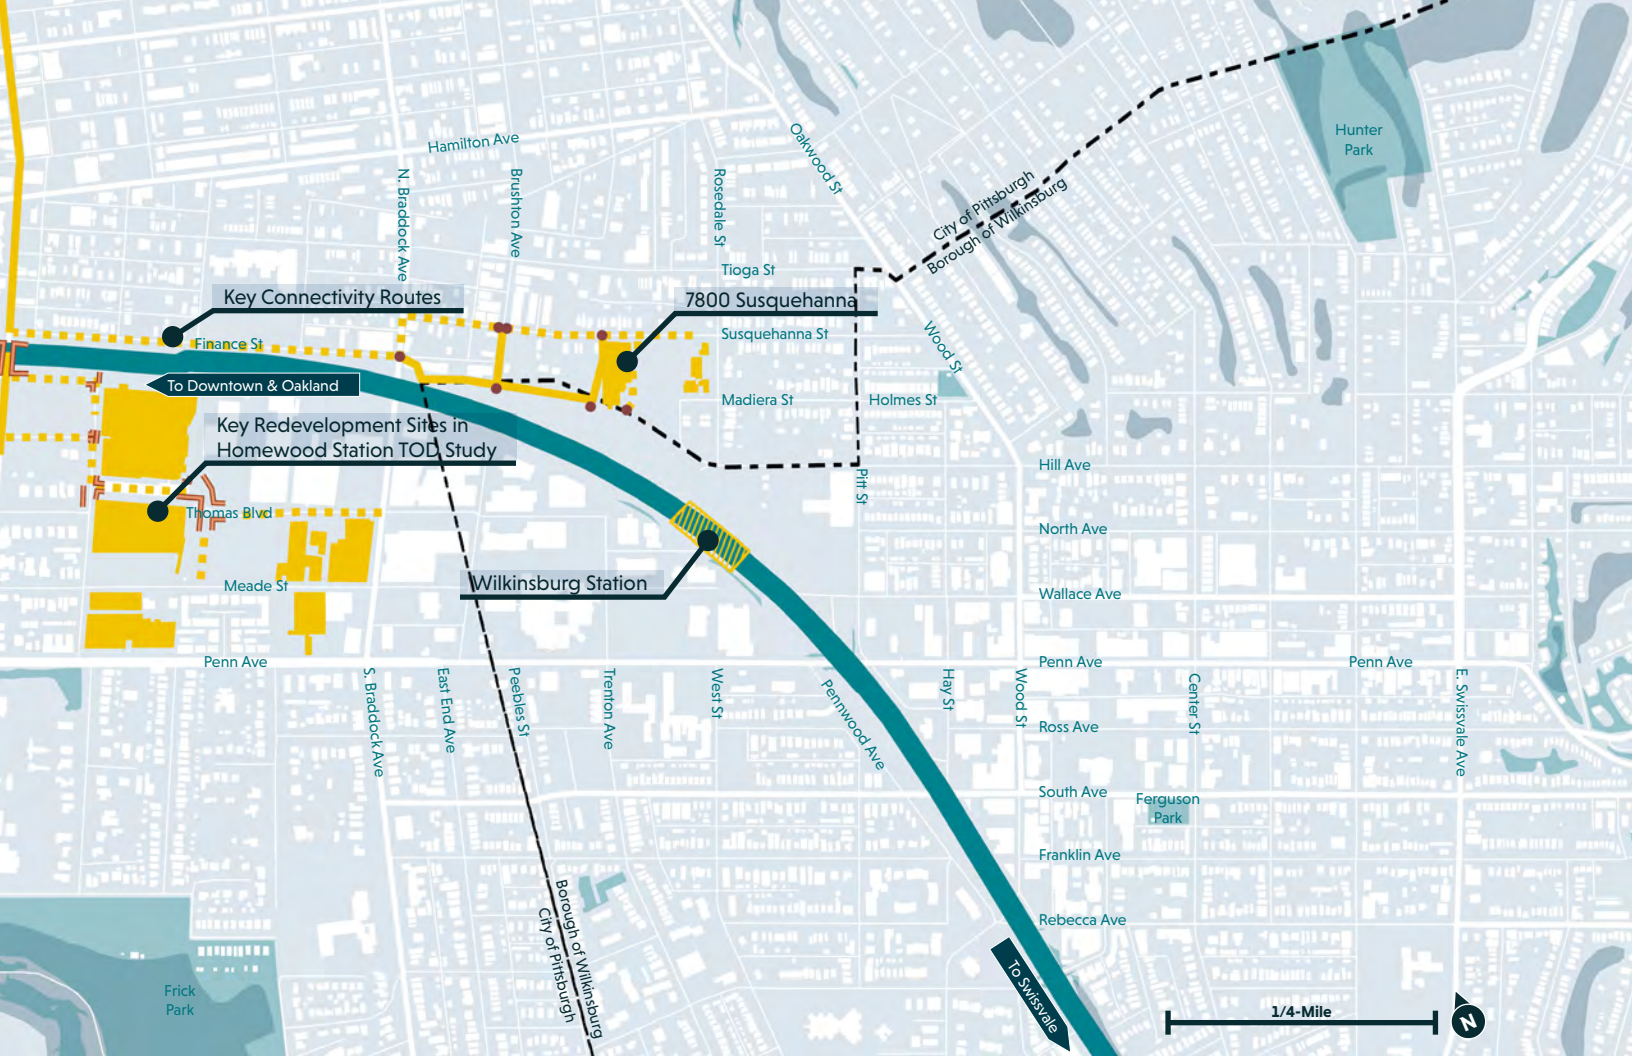 Hunter
Park
Hamilton Ave
Oakwood St
N. Braddock Ave
Brushton Ave
Rosedale St
City of Pittsburgh
Borough of Wilkinsburg
Tioga St
Key Connectivity Routes
7800 Susquehanna
Susquehanna St
Finance St
Wood St
To Downtown & Oakland
Madiera St
Holmes St
Key Redevelopment Sites in
Homewood Station TOD Study
Hill Ave
Pitt St
Thomas Blvd
North Ave
Wilkinsburg Station
Meade St
Wallace Ave
Penn Ave
Penn Ave
Penn Ave
S. Braddock Ave
East End Ave
Peebles St
Trenton Ave
West St
Pennwood Ave
Hay St
Wood St
Center St
E. Swissvale Ave
Ross Ave
South Ave
Ferguson
Park
Franklin Ave
Rebecca Ave
Borough of Wilkinsburg
City of Pittsburgh
Frick
Park
To Swissvale
1/4-Mile
N